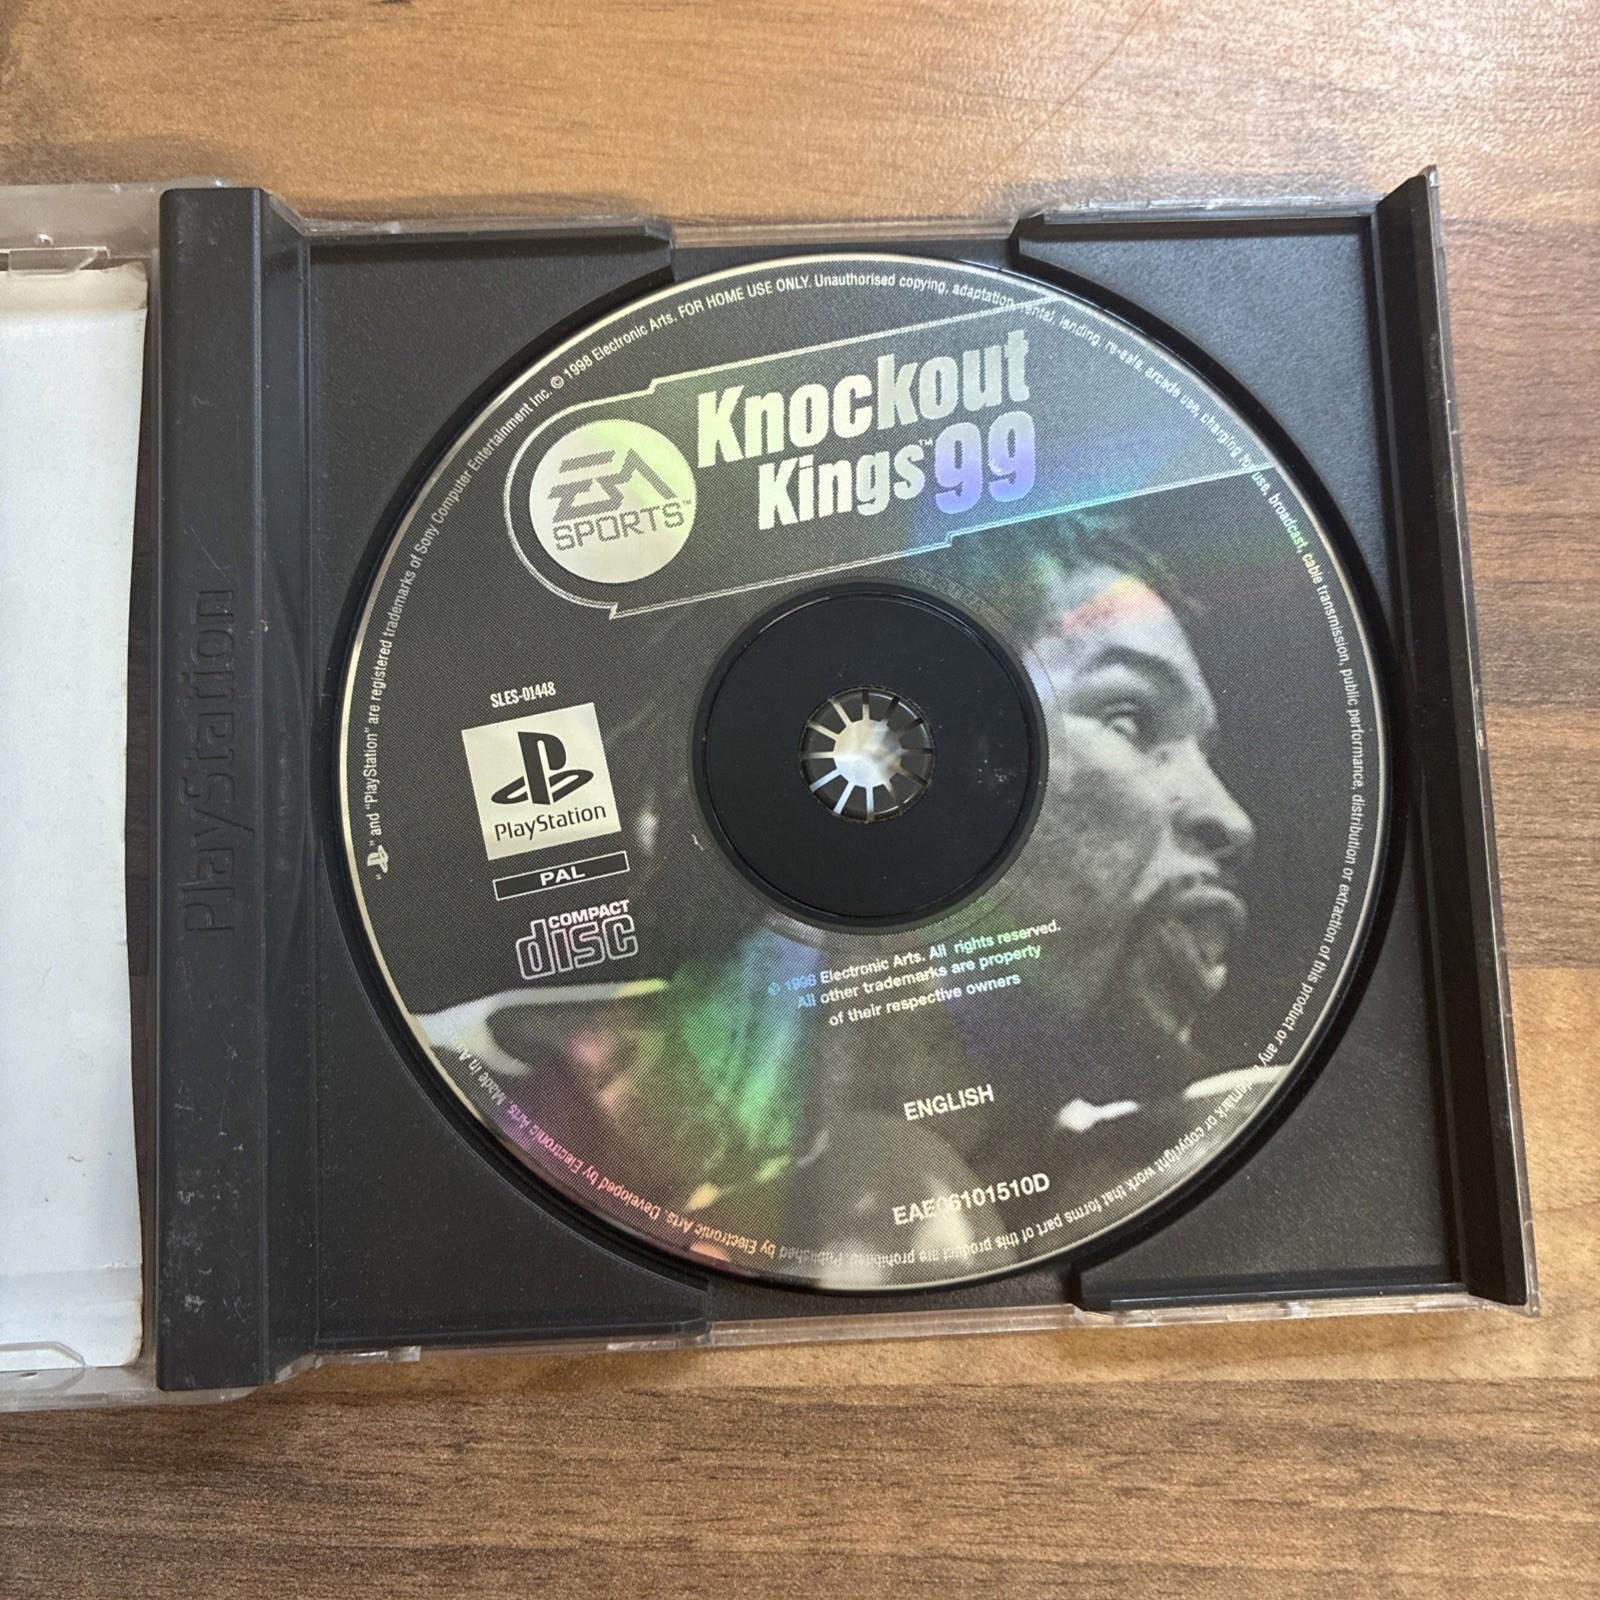 PlayStation
"PS" and "PlayStation" are registered trademarks of Sony Computer Entertainment Inc. © 1998 Electronic Arts. FOR HOME USE ONLY. Unauthorised copying, adaptation, rental, lending, re-sale, arcade use, charging for use, broadcast, cable transmission, public performance, distribution or extraction of this product or any trademark or copyright work that forms part of this product are prohibited. Published by Electronic Arts. Developed by Electronic Arts. Made in
EA
SPORTS™
Knockout
Kings™ 99
SLES-01448
PlayStation
PAL
COMPACT
disc
© 1998 Electronic Arts. All rights reserved.
All other trademarks are property
of their respective owners
ENGLISH
EAE06101510D